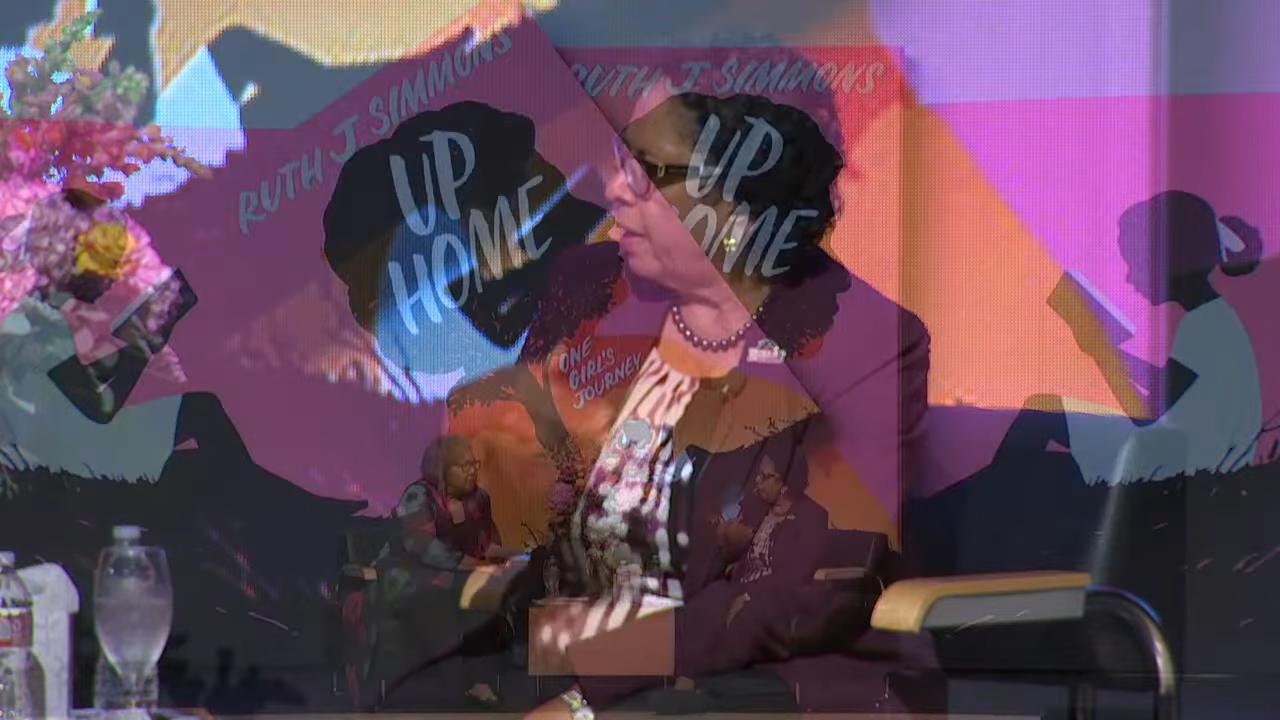 RUTH J SIMMONS
UP
HOME
ONE
GIRL'S
JOURNEY
RUTH J SIMMONS
UP
HOME